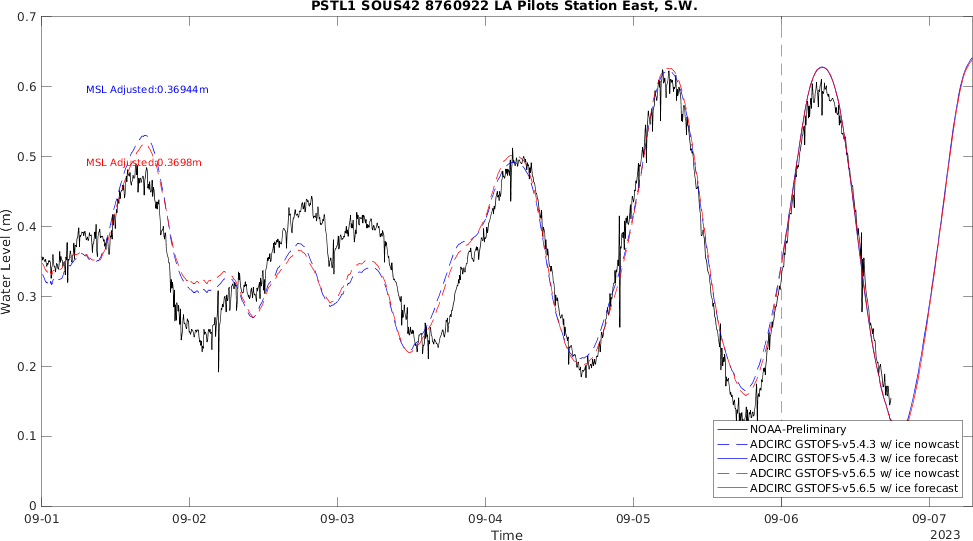 PSTL1 SOUS42 8760922 LA Pilots Station East, S.W.
0.7
0.6
0.5
0.4
0.3
0.2
0.1
0
Water Level (m)
MSL Adjusted:0.36944m
MSL Adjusted:0.3698m
NOAA-Preliminary
ADCIRC GSTOFS-v5.4.3 w/ ice nowcast
ADCIRC GSTOFS-v5.4.3 w/ ice forecast
ADCIRC GSTOFS-v5.6.5 w/ ice nowcast
ADCIRC GSTOFS-v5.6.5 w/ ice forecast
09-01 09-02 09-03 09-04 09-05 09-06 09-07
Time
2023